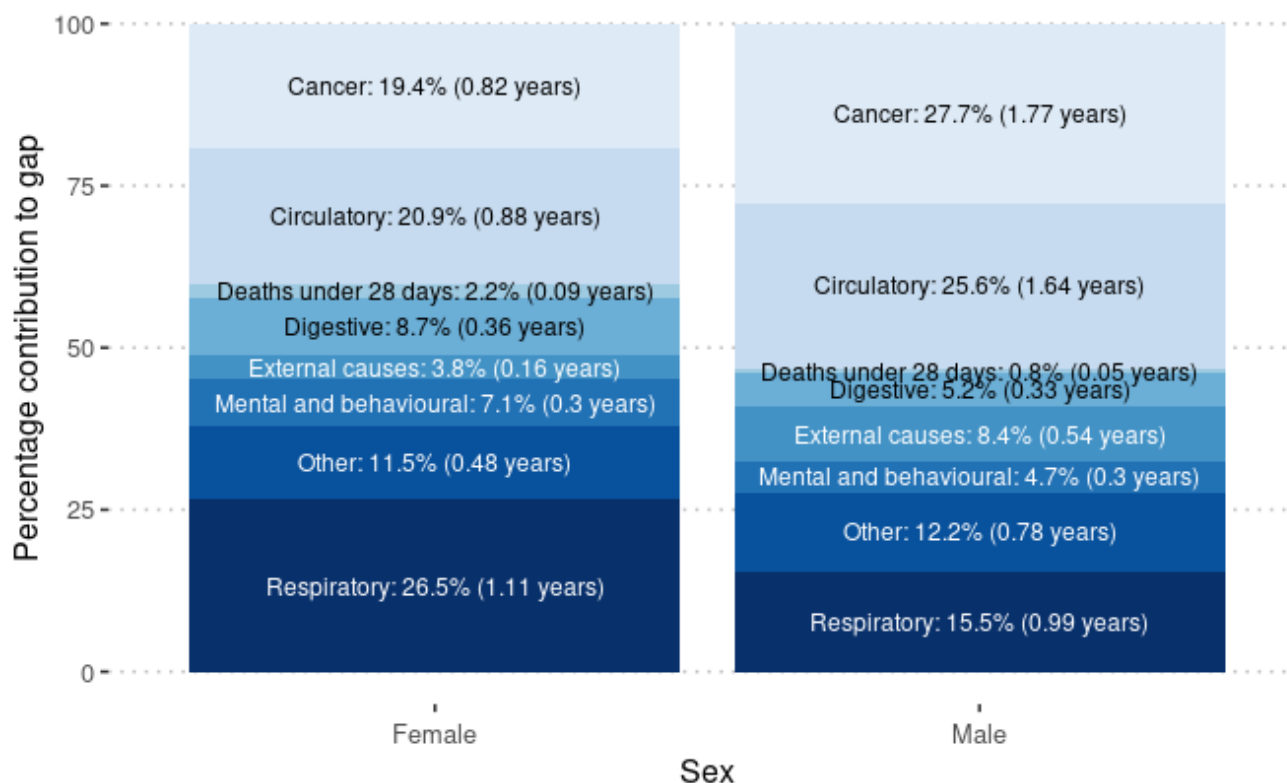 Percentage contribution to gap
100
75
50
25
0
Cancer: 19.4% (0.82 years)
Circulatory: 20.9% (0.88 years)
Deaths under 28 days: 2.2% (0.09 years)
Digestive: 8.7% (0.36 years)
External causes: 3.8% (0.16 years)
Mental and behavioural: 7.1% (0.3 years)
Other: 11.5% (0.48 years)
Respiratory: 26.5% (1.11 years)
Cancer: 27.7% (1.77 years)
Circulatory: 25.6% (1.64 years)
Deaths under 28 days: 0.8% (0.05 years)
Digestive: 5.2% (0.33 years)
External causes: 8.4% (0.54 years)
Mental and behavioural: 4.7% (0.3 years)
Other: 12.2% (0.78 years)
Respiratory: 15.5% (0.99 years)
Female
Male
Sex